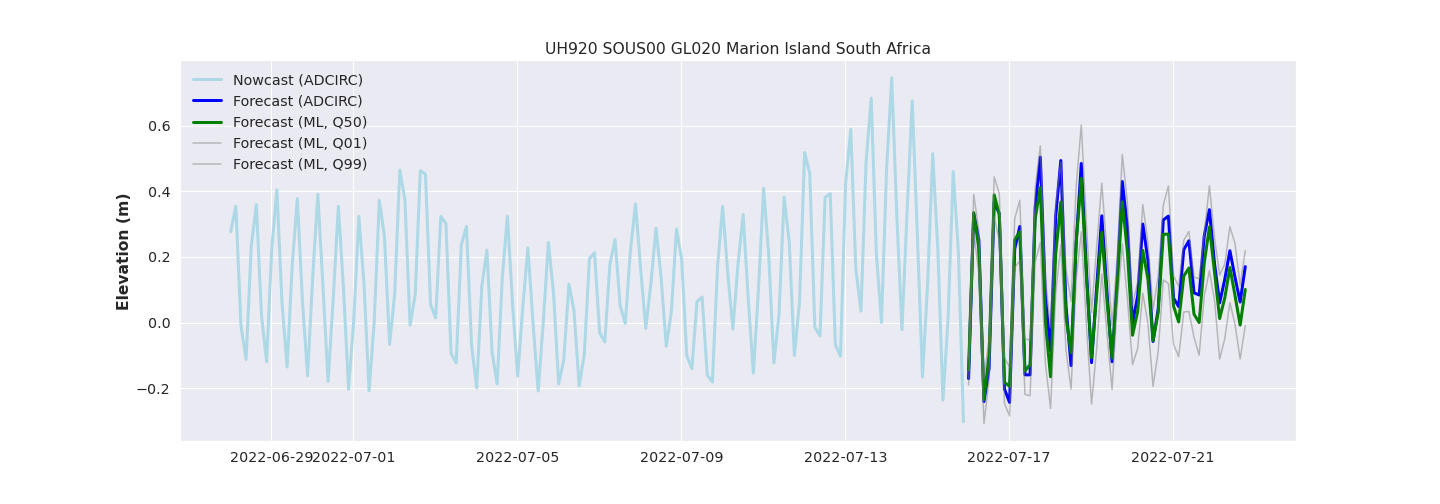 UH920 SOUS00 GL020 Marion Island South Africa
Nowcast (ADCIRC)
Forecast (ADCIRC)
Forecast (ML, Q50)
Forecast (ML, Q01)
Forecast (ML, Q99)
Elevation (m)
0.6
0.4
0.2
0.0
−0.2
2022-06-29 2022-07-01 2022-07-05 2022-07-09 2022-07-13 2022-07-17 2022-07-21